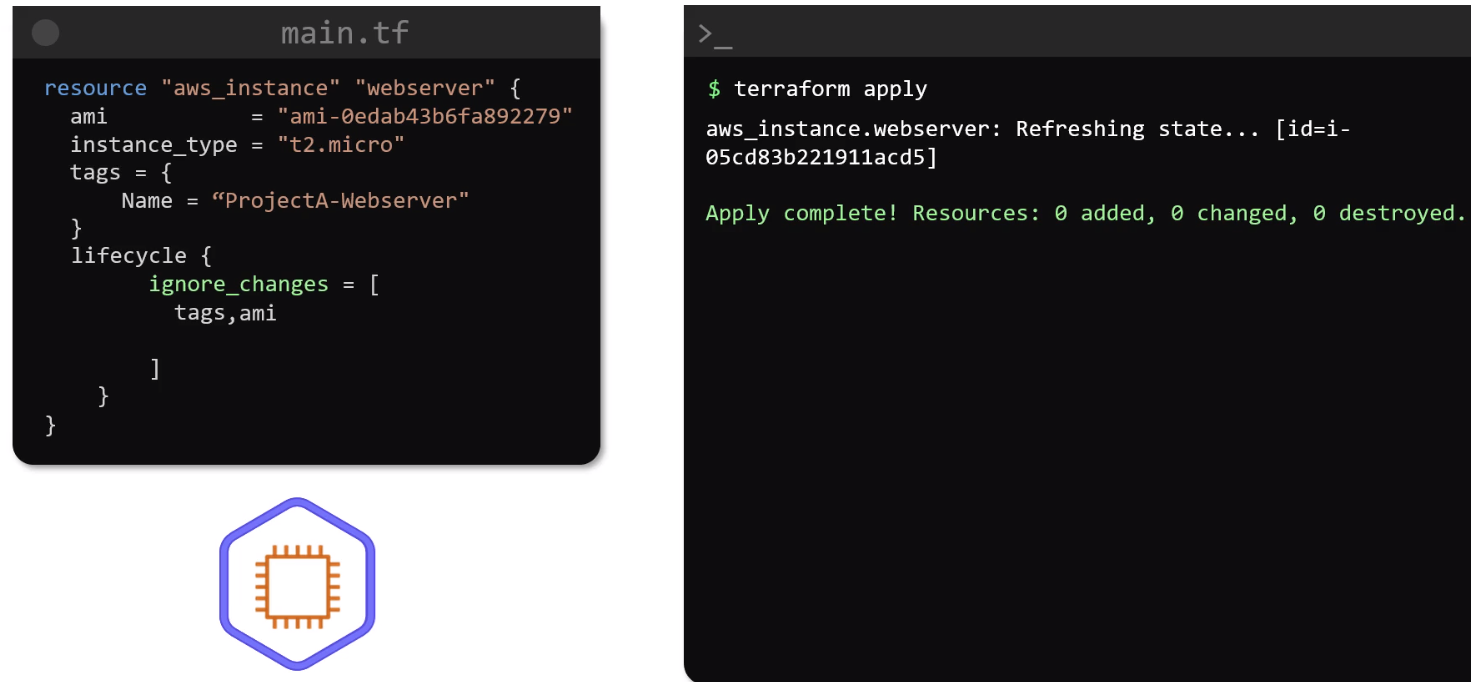 main.tf
resource "aws_instance" "webserver" {
  ami           = "ami-0edab43b6fa892279"
  instance_type = "t2.micro"
  tags = {
      Name = “ProjectA-Webserver"
  }
  lifecycle {
        ignore_changes = [
          tags,ami
        ]
    }
}
>_
$ terraform apply
aws_instance.webserver: Refreshing state... [id=i-
05cd83b221911acd5]
Apply complete! Resources: 0 added, 0 changed, 0 destroyed.